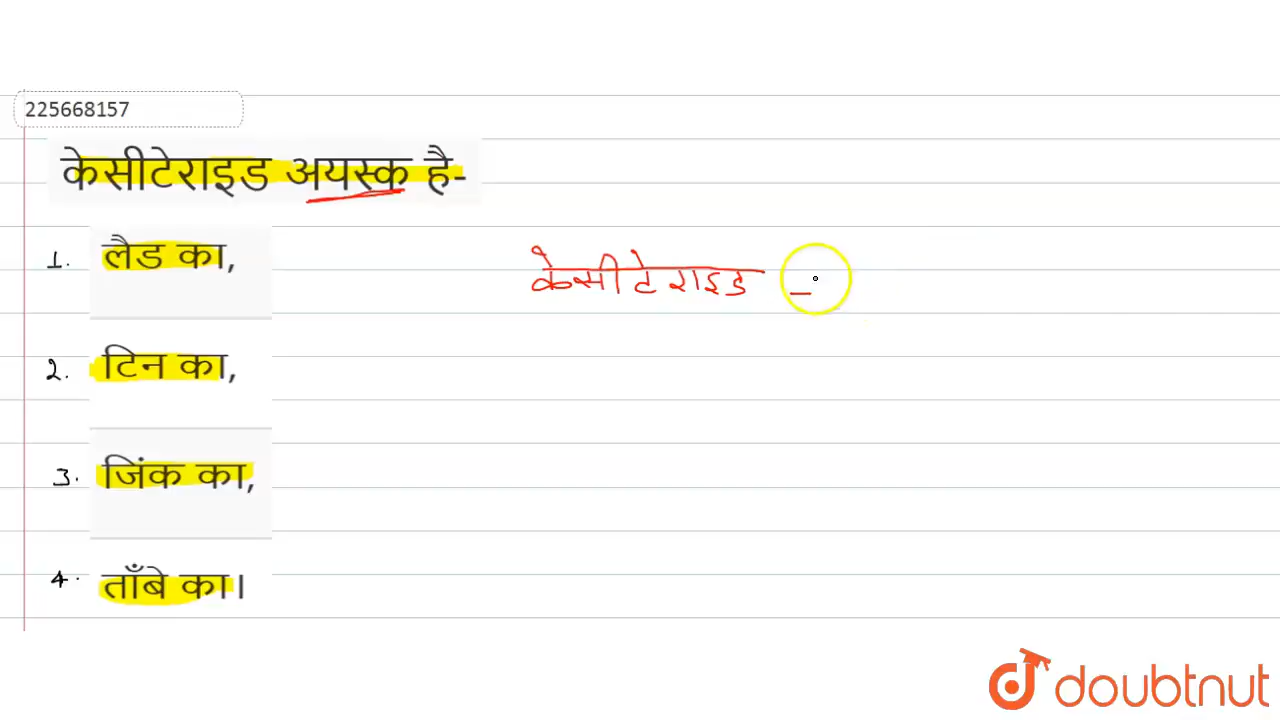 225668157
केसीटेराइड अयस्क है-
1. लैड का,
केसीटेराइड –
2. टिन का,
3. जिंक का,
4. ताँबे का।
doubtnut